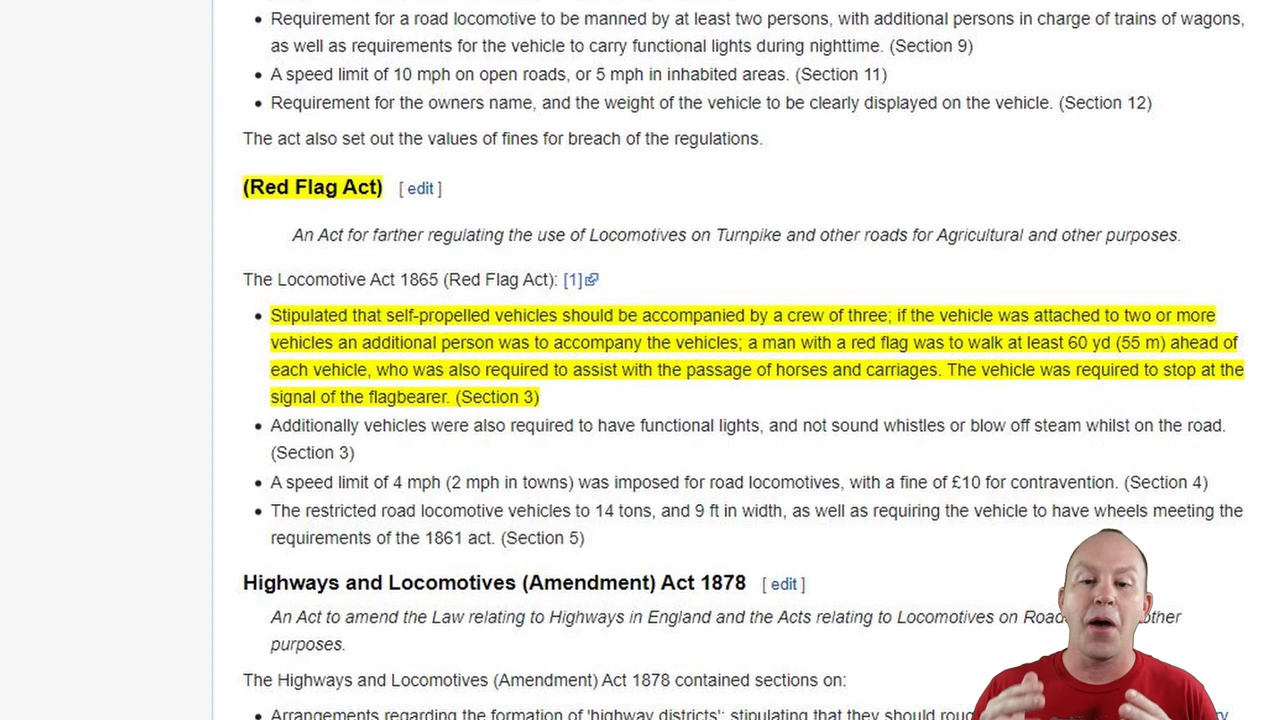 Requirement for a road locomotive to be manned by at least two persons, with additional persons in charge of trains of wagons,
as well as requirements for the vehicle to carry functional lights during nighttime. (Section 9)
A speed limit of 10 mph on open roads, or 5 mph in inhabited areas. (Section 11)
Requirement for the owners name, and the weight of the vehicle to be clearly displayed on the vehicle. (Section 12)
The act also set out the values of fines for breach of the regulations.
(Red Flag Act) [ edit ]
An Act for farther regulating the use of Locomotives on Turnpike and other roads for Agricultural and other purposes.
The Locomotive Act 1865 (Red Flag Act): [1]
Stipulated that self-propelled vehicles should be accompanied by a crew of three; if the vehicle was attached to two or more
vehicles an additional person was to accompany the vehicles; a man with a red flag was to walk at least 60 yd (55 m) ahead of
each vehicle, who was also required to assist with the passage of horses and carriages. The vehicle was required to stop at the
signal of the flagbearer. (Section 3)
Additionally vehicles were also required to have functional lights, and not sound whistles or blow off steam whilst on the road.
(Section 3)
A speed limit of 4 mph (2 mph in towns) was imposed for road locomotives, with a fine of £10 for contravention. (Section 4)
The restricted road locomotive vehicles to 14 tons, and 9 ft in width, as well as requiring the vehicle to have wheels meeting the
requirements of the 1861 act. (Section 5)
Highways and Locomotives (Amendment) Act 1878 [ edit ]
An Act to amend the Law relating to Highways in England and the Acts relating to Locomotives on other
purposes.
The Highways and Locomotives (Amendment) Act 1878 contained sections on:
Arrangements regarding the formation of 'highway districts': stipulating that they should